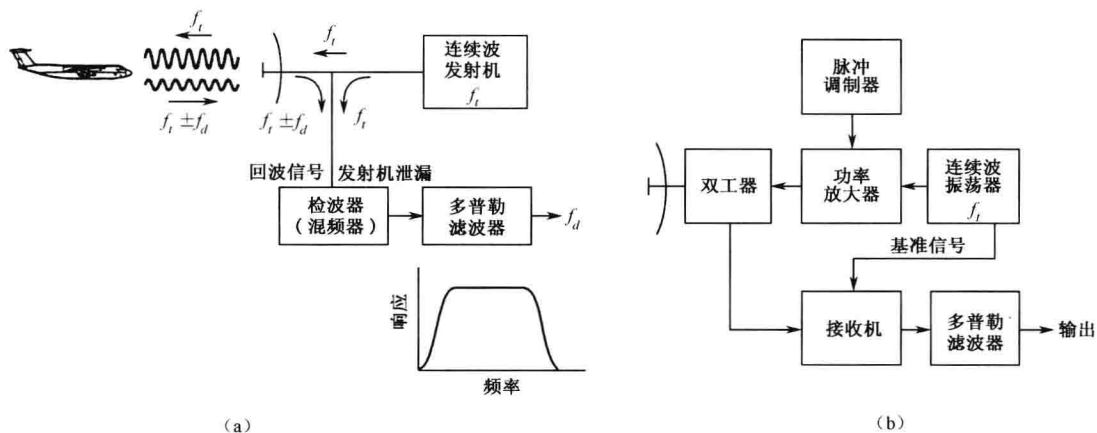 f_t
f_t
连续波
发射机
f_t
f_t ±f_d
f_t ±f_d
f_t
回波信号
发射机泄漏
检波器
（混频器）
多普勒
滤波器
f_d
响应
频率
（a）
脉冲
调制器
双工器
功率
放大器
连续波
振荡器
f_t
基准信号
接收机
多普勒
滤波器
输出
（b）